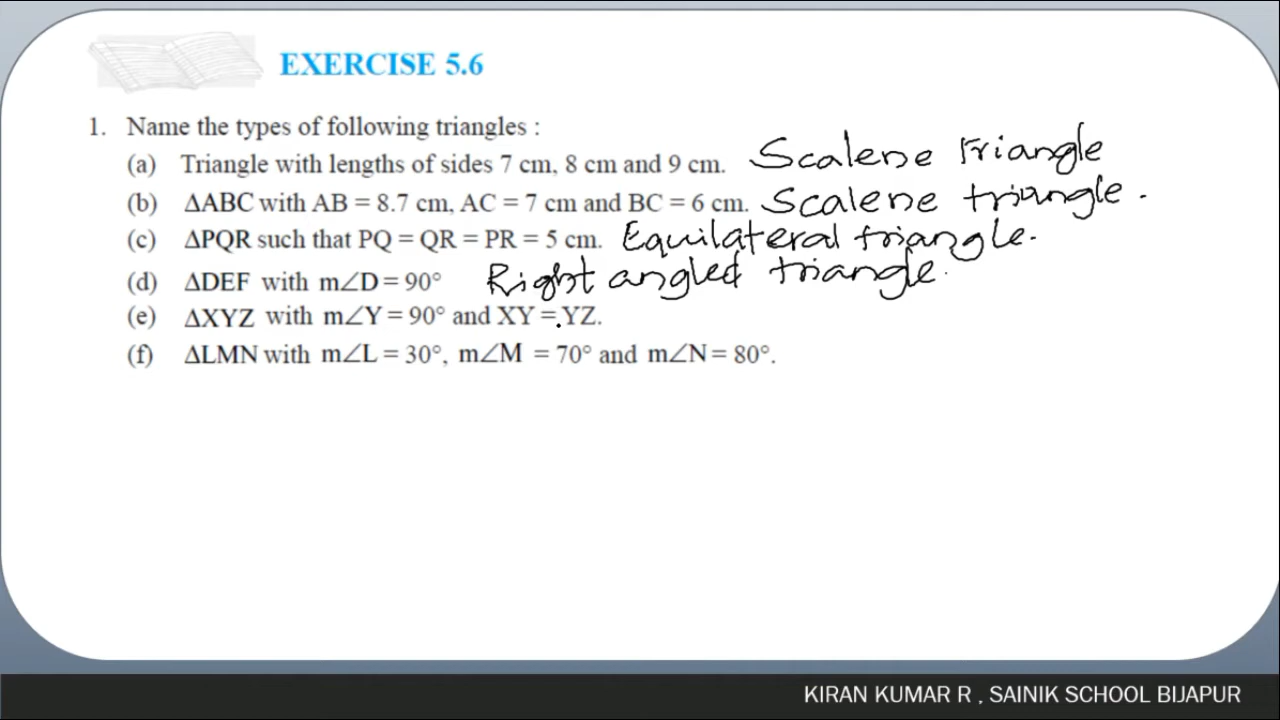 EXERCISE 5.6
1. Name the types of following triangles :
(a) Triangle with lengths of sides 7 cm, 8 cm and 9 cm. Scalene triangle
(b) ΔABC with AB = 8.7 cm, AC = 7 cm and BC = 6 cm. Scalene triangle.
(c) ΔPQR such that PQ = QR = PR = 5 cm. Equilateral triangle.
(d) ΔDEF with m∠D = 90° Right angled triangle.
(e) ΔXYZ with m∠Y = 90° and XY = YZ.
(f) ΔLMN with m∠L = 30°, m∠M = 70° and m∠N = 80°.
KIRAN KUMAR R , SAINIK SCHOOL BIJAPUR